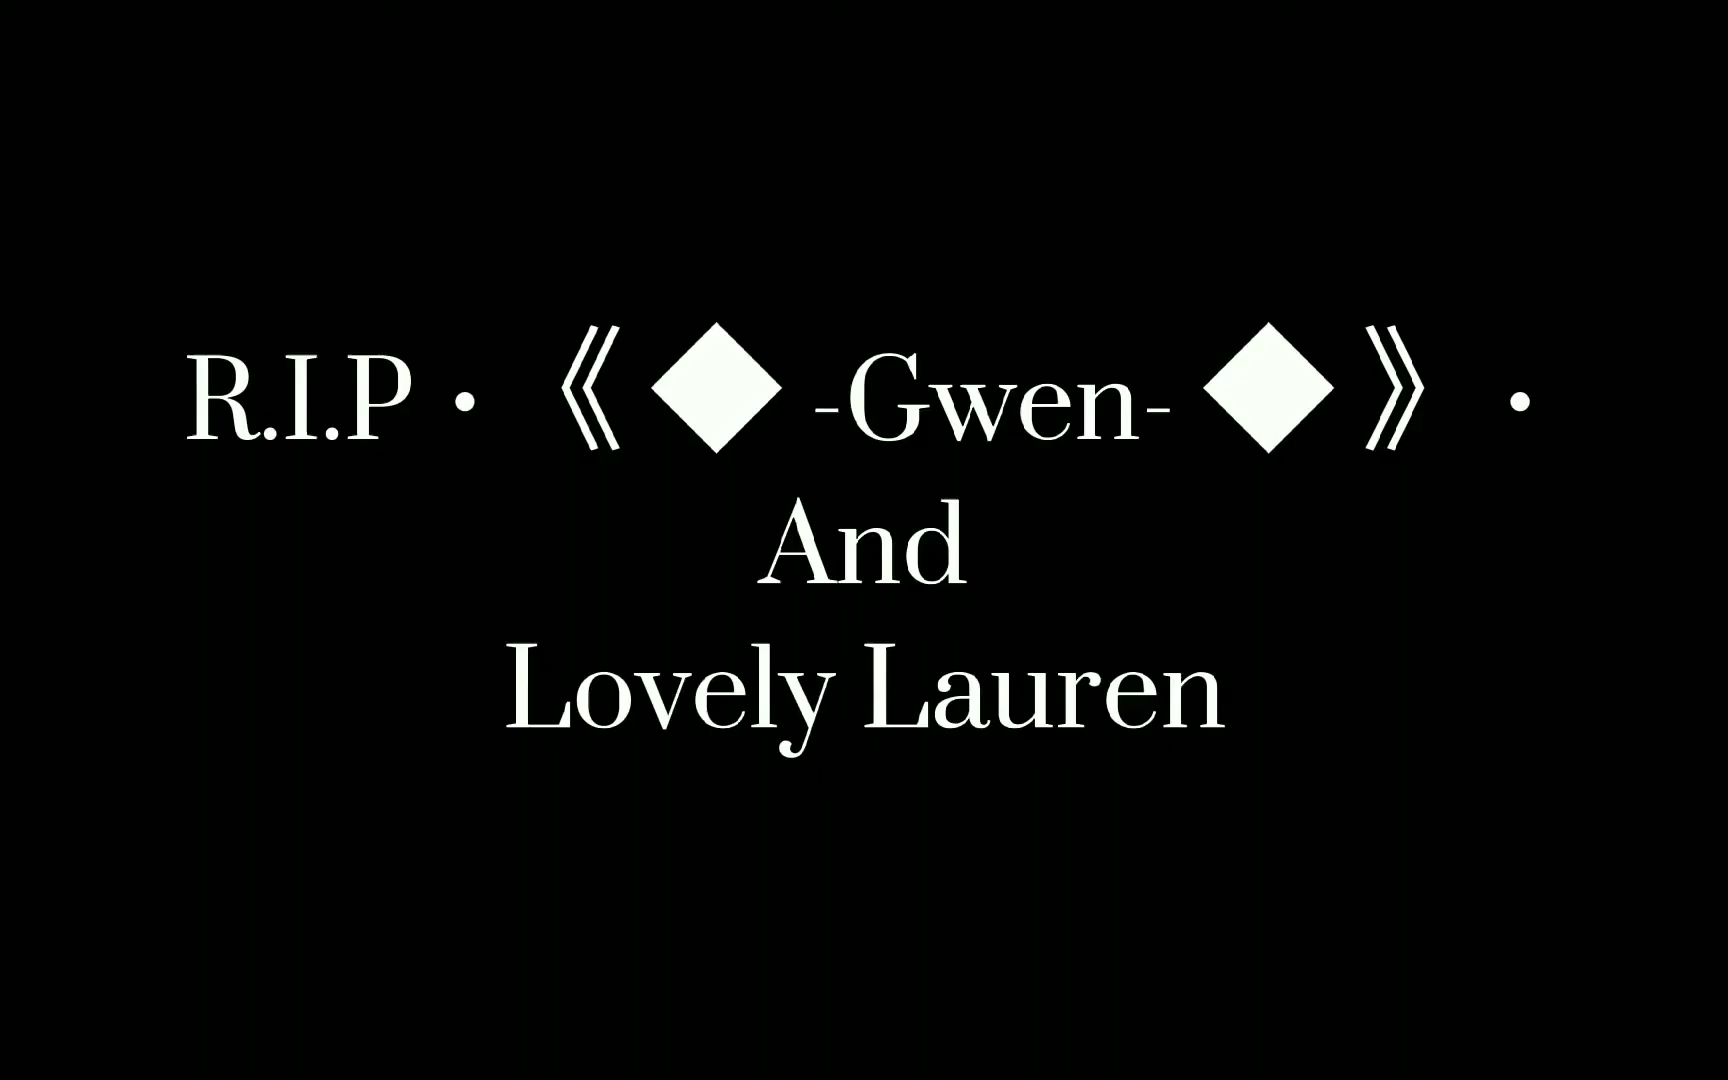 R.I.P • 《 ◆ -Gwen- ◆ 》 •
And
Lovely Lauren